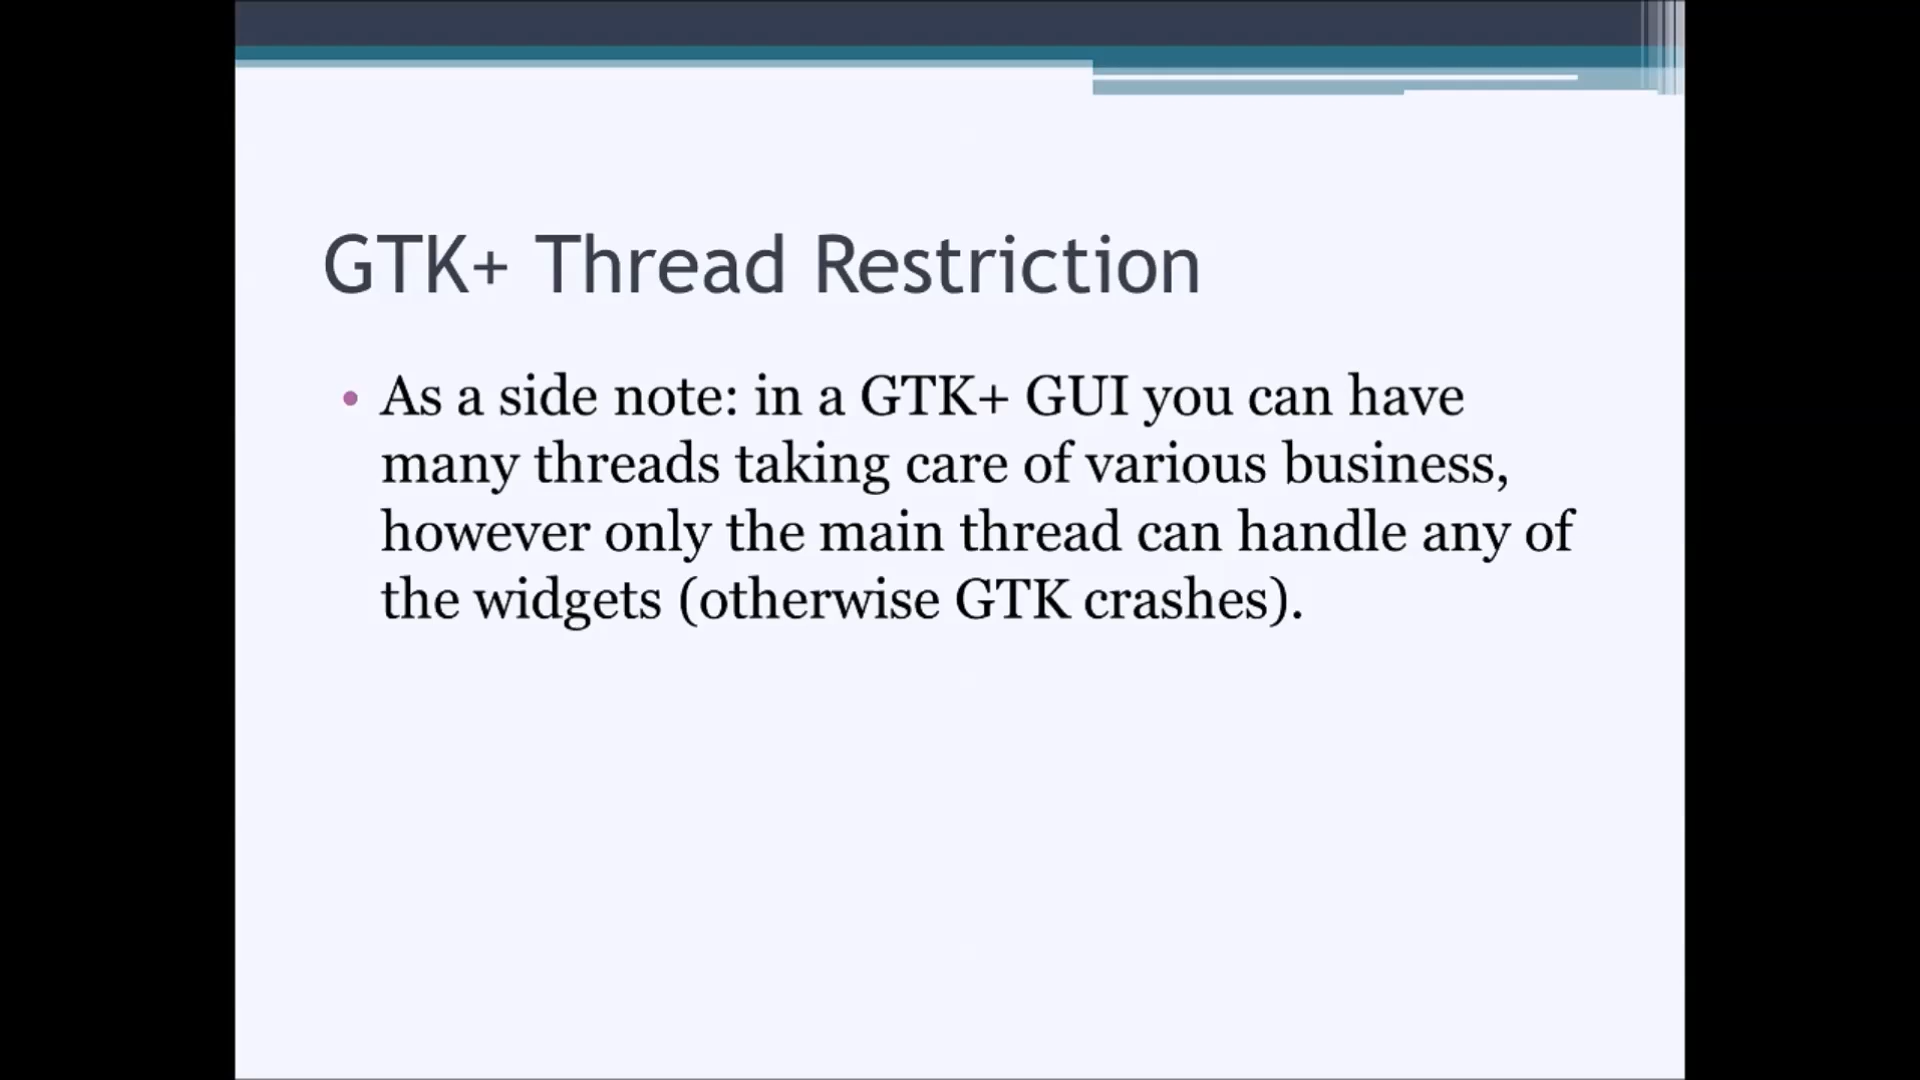 GTK+ Thread Restriction
• As a side note: in a GTK+ GUI you can have
many threads taking care of various business,
however only the main thread can handle any of
the widgets (otherwise GTK crashes).